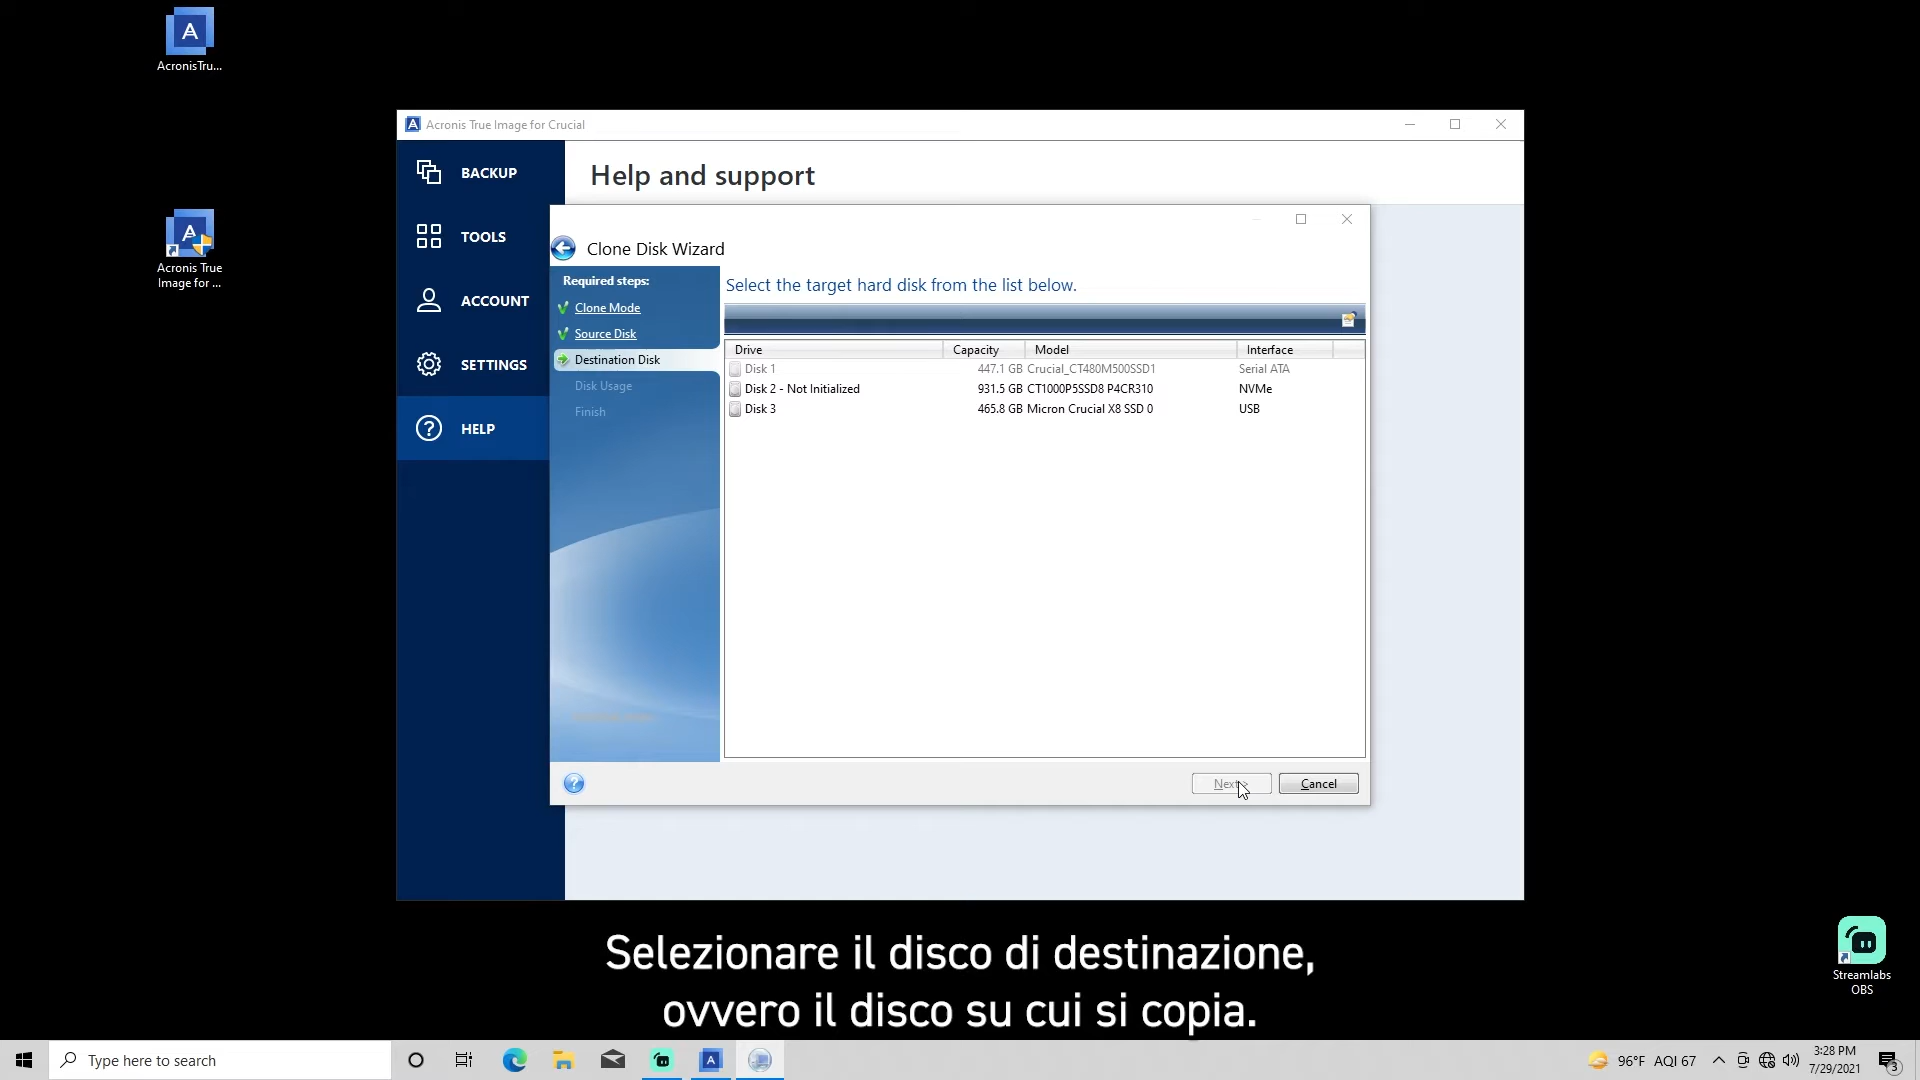 AcronisTru...
Acronis True
Image for ...
Acronis True Image for Crucial
BACKUP
TOOLS
ACCOUNT
SETTINGS
HELP
Help and support
Clone Disk Wizard
Required steps:
Clone Mode
Source Disk
Destination Disk
Disk Usage
Finish
Select the target hard disk from the list below.
Drive Capacity Model Interface
Disk 1 447.1 GB Crucial_CT480M500SSD1 Serial ATA
Disk 2 - Not Initialized 931.5 GB CT1000P5SSD8 P4CR310 NVMe
Disk 3 465.8 GB Micron Crucial X8 SSD 0 USB
Next >
Cancel
Selezionare il disco di destinazione,
ovvero il disco su cui si copia.
Streamlabs
OBS
Type here to search
96°F AQI 67
3:28 PM
7/29/2021
3